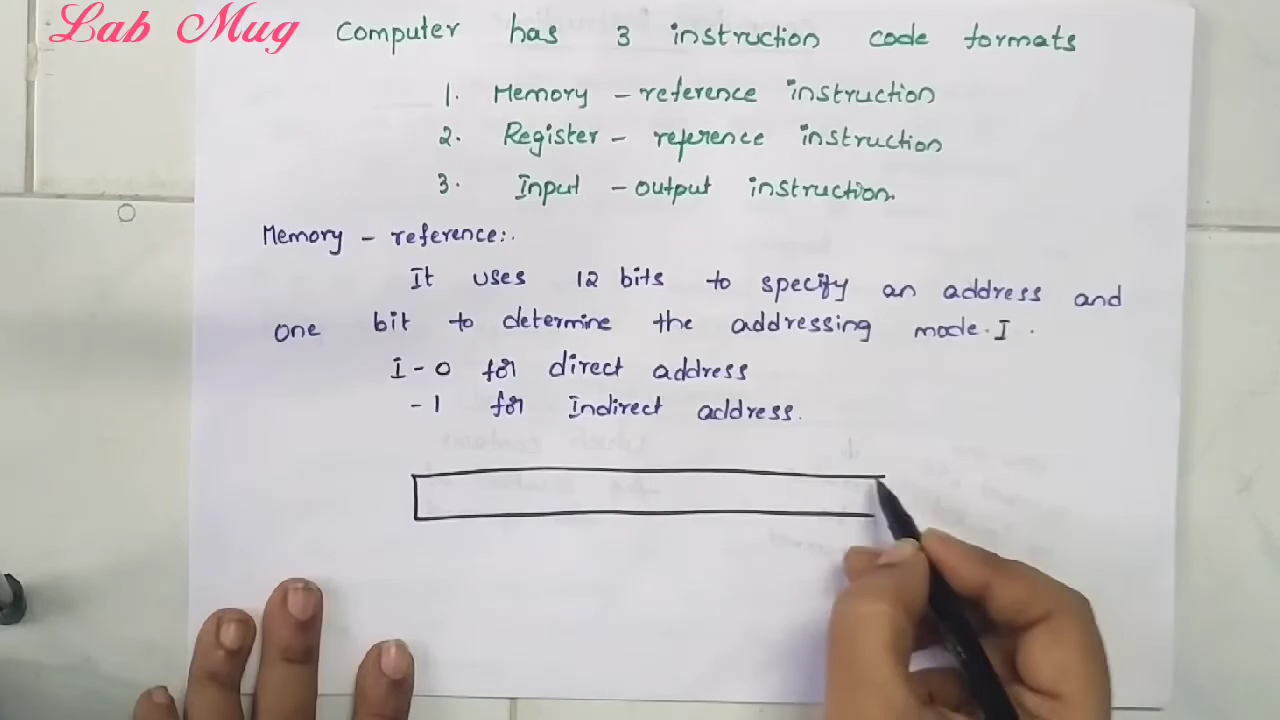 Lab Mug
Computer has 3 instruction code formats
1. Memory - reference instruction
2. Register - reference instruction
3. Input - output instruction.
Memory - reference:.
It uses 12 bits to specify an address and
one bit to determine the addressing mode. I.
I - 0 for direct address
- 1 for Indirect address.